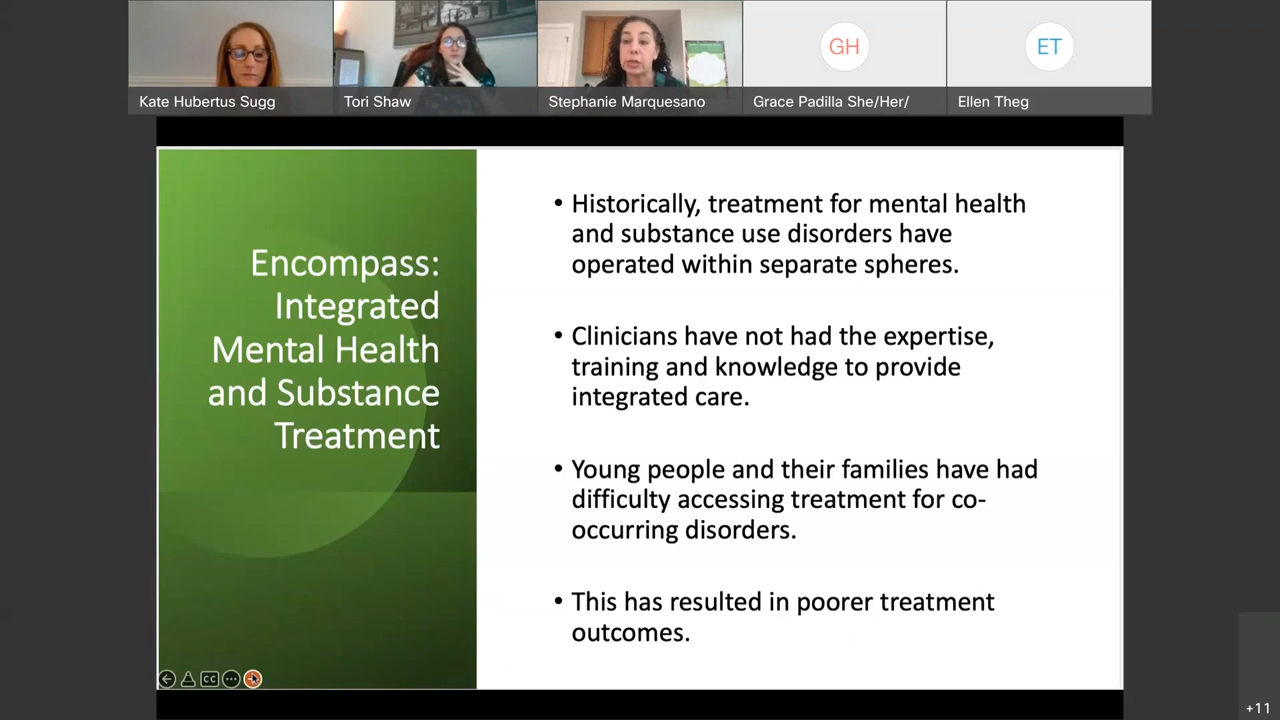 GH
ET
Kate Hubertus Sugg
Tori Shaw
Stephanie Marquesano
Grace Padilla She/Her/
Ellen Theg
Encompass:
Integrated
Mental Health
and Substance
Treatment
• Historically, treatment for mental health
and substance use disorders have
operated within separate spheres.
• Clinicians have not had the expertise,
training and knowledge to provide
integrated care.
• Young people and their families have had
difficulty accessing treatment for co-
occurring disorders.
• This has resulted in poorer treatment
outcomes.
CC
+11